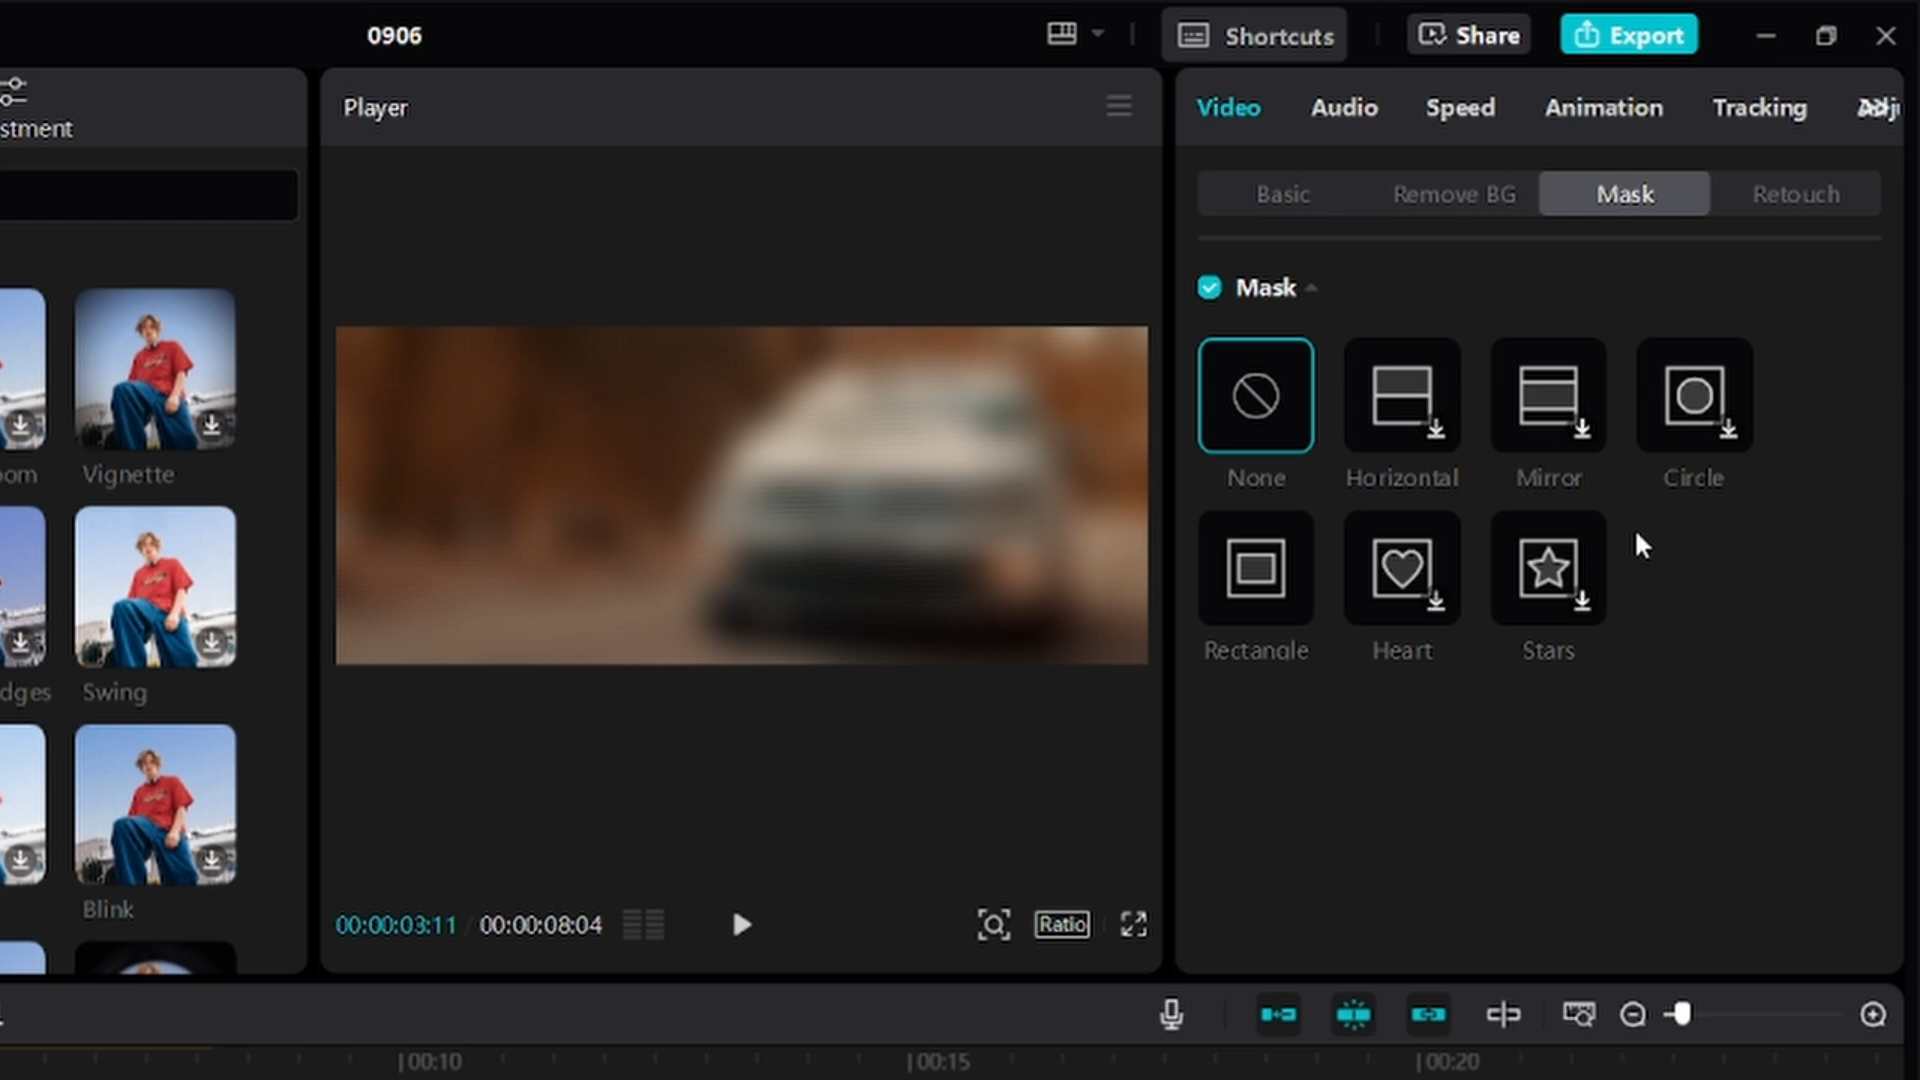 0906
Shortcuts
Share
Export
stment
Player
Video Audio Speed Animation Tracking
Basic Remove BG Mask Retouch
Mask
None Horizontal Mirror Circle
Rectangle Heart Stars
oom Vignette
dges Swing
Blink
00:00:03:11 / 00:00:08:04
Ratio
00:10 00:15 00:20